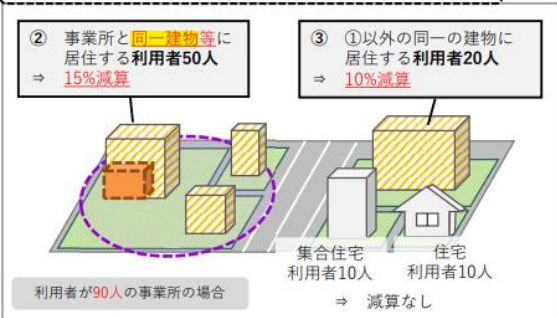 ② 事業所と同一建物等に
居住する利用者50人
⇒ 15%減算
③ ①以外の同一の建物に
居住する利用者20人
⇒ 10%減算
集合住宅
利用者10人
住宅
利用者10人
⇒ 減算なし
利用者が90人の事業所の場合